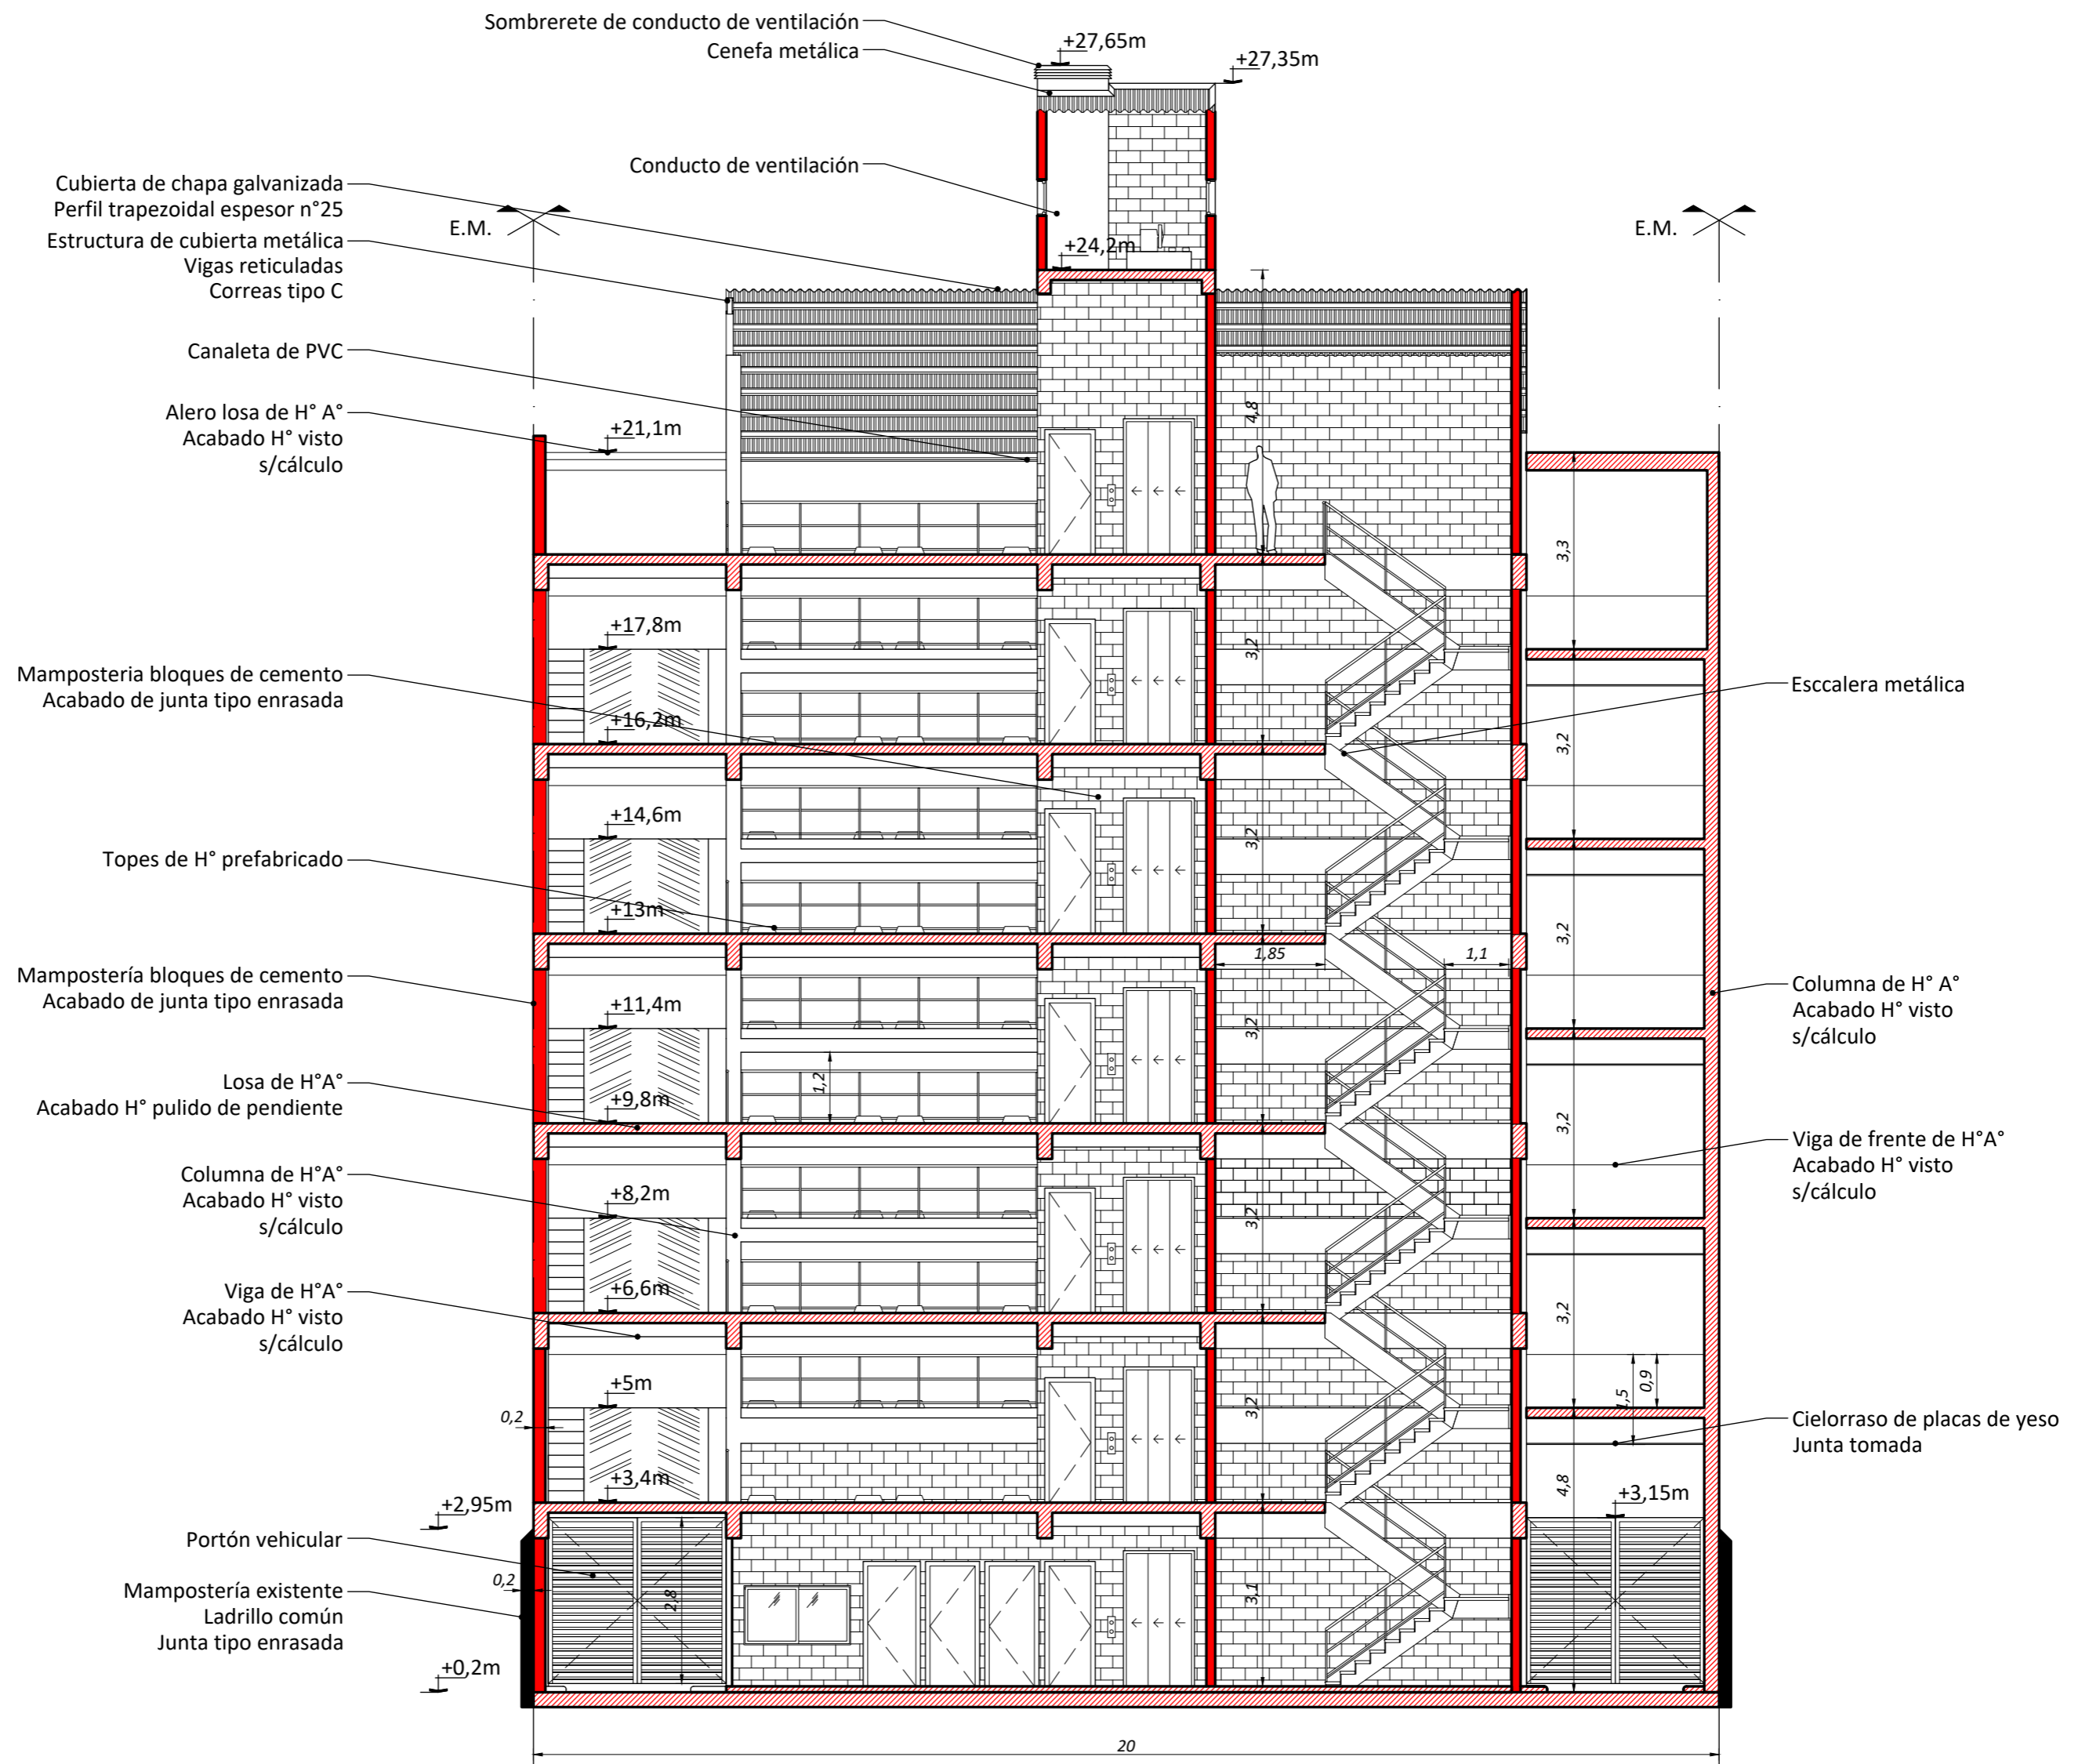 Sombrerete de conducto de ventilación
Cenefa metálica
+27,65m
+27,35m
Conducto de ventilación
Cubierta de chapa galvanizada
Perfil trapezoidal espesor n°25
Estructura de cubierta metálica
Vigas reticuladas
Correas tipo C
E.M.
E.M.
+24,2m
Canaleta de PVC
Alero losa de H° A°
Acabado H° visto
s/cálculo
+21,1m
4,8
3,3
+17,8m
3,2
Mamposteria bloques de cemento
Acabado de junta tipo enrasada
Esccalera metálica
+16,2m
3,2
+14,6m
3,2
Topes de H° prefabricado
+13m
3,2
1,85
1,1
Mampostería bloques de cemento
Acabado de junta tipo enrasada
Columna de H° A°
Acabado H° visto
s/cálculo
+11,4m
3,2
1,2
Losa de H°A°
Acabado H° pulido de pendiente
+9,8m
3,2
Viga de frente de H°A°
Acabado H° visto
s/cálculo
Columna de H°A°
Acabado H° visto
s/cálculo
+8,2m
3,2
Viga de H°A°
Acabado H° visto
s/cálculo
+6,6m
3,2
+5m
0,9
1,5
3,2
0,2
Cielorraso de placas de yeso
Junta tomada
+3,4m
4,8
+3,15m
+2,95m
Portón vehicular
0,2
2,8
3,1
Mampostería existente
Ladrillo común
Junta tipo enrasada
+0,2m
20